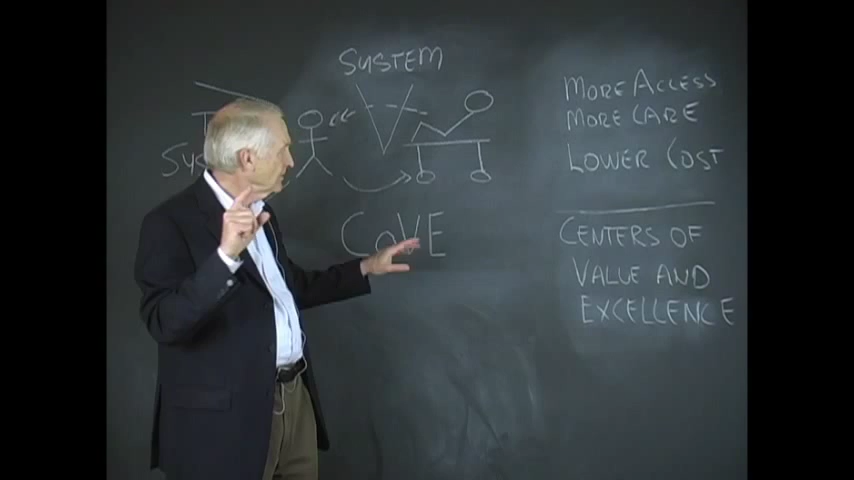 SYSTEM
CoVE
MORE ACCESS
MORE CARE
LOWER COST
CENTERS OF
VALUE AND
EXCELLENCE